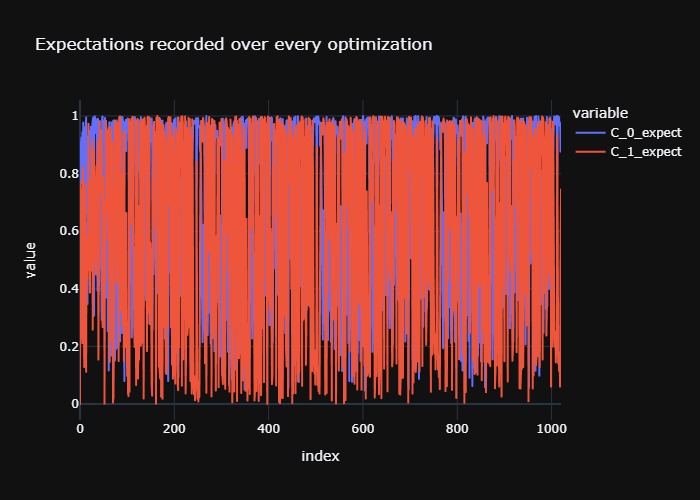 Expectations recorded over every optimization
variable
C_0_expect
C_1_expect
value
1
0.8
0.6
0.4
0.2
0
0 200 400 600 800 1000
index